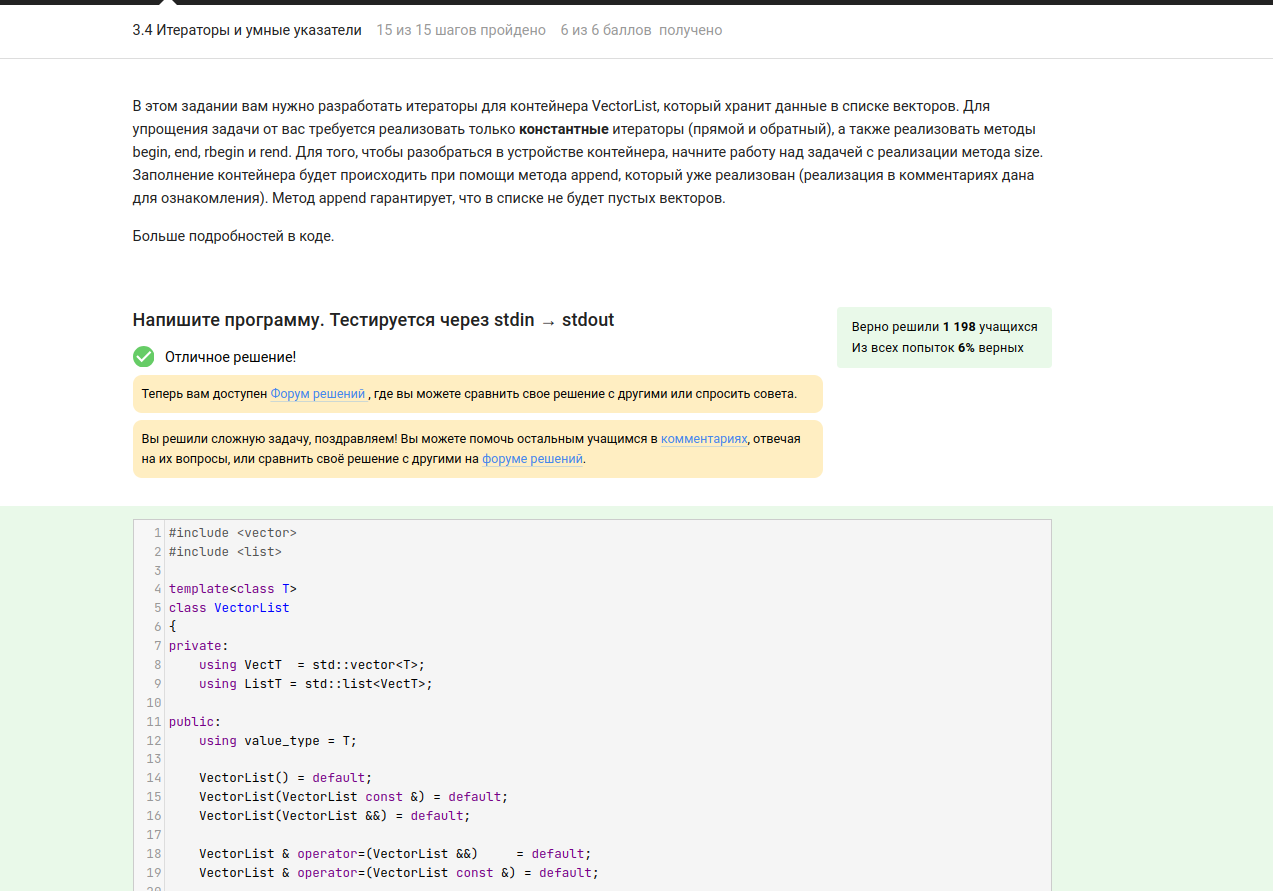 3.4 Итераторы и умные указатели 15 из 15 шагов пройдено 6 из 6 баллов получено
В этом задании вам нужно разработать итераторы для контейнера VectorList, который хранит данные в списке векторов. Для
упрощения задачи от вас требуется реализовать только константные итераторы (прямой и обратный), а также реализовать методы
begin, end, rbegin и rend. Для того, чтобы разобраться в устройстве контейнера, начните работу над задачей с реализации метода size.
Заполнение контейнера будет происходить при помощи метода append, который уже реализован (реализация в комментариях дана
для ознакомления). Метод append гарантирует, что в списке не будет пустых векторов.
Больше подробностей в коде.
Напишите программу. Тестируется через stdin → stdout
Отличное решение!
Теперь вам доступен Форум решений , где вы можете сравнить свое решение с другими или спросить совета.
Вы решили сложную задачу, поздравляем! Вы можете помочь остальным учащимся в комментариях, отвечая
на их вопросы, или сравнить своё решение с другими на форуме решений.
Верно решили 1 198 учащихся
Из всех попыток 6% верных
1 #include <vector>
2 #include <list>
3
4 template<class T>
5 class VectorList
6 {
7 private:
8     using VectT  = std::vector<T>;
9     using ListT = std::list<VectT>;
10
11 public:
12     using value_type = T;
13
14     VectorList() = default;
15     VectorList(VectorList const &) = default;
16     VectorList(VectorList &&) = default;
17
18     VectorList & operator=(VectorList &&)     = default;
19     VectorList & operator=(VectorList const &) = default;
20